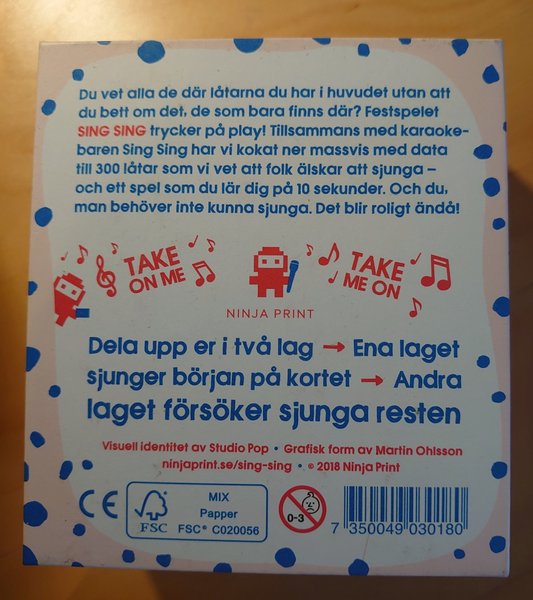 Du vet alla de där låtarna du har i huvudet utan att
du bett om det, de som bara finns där? Festspelet
SING SING trycker på play! Tillsammans med karaoke-
baren Sing Sing har vi kokat ner massvis med data
till 300 låtar som vi vet att folk älskar att sjunga –
och ett spel som du lär dig på 10 sekunder. Och du,
man behöver inte kunna sjunga. Det blir roligt ändå!
TAKE
ON ME
TAKE
ME ON
NINJA PRINT
Dela upp er i två lag → Ena laget
sjunger början på kortet → Andra
laget försöker sjunga resten
Visuell identitet av Studio Pop • Grafisk form av Martin Ohlsson
ninjaprint.se/sing-sing • © 2018 Ninja Print
CE
FSC
MIX
Papper
FSC® C020056
0-3
7 350049 030180